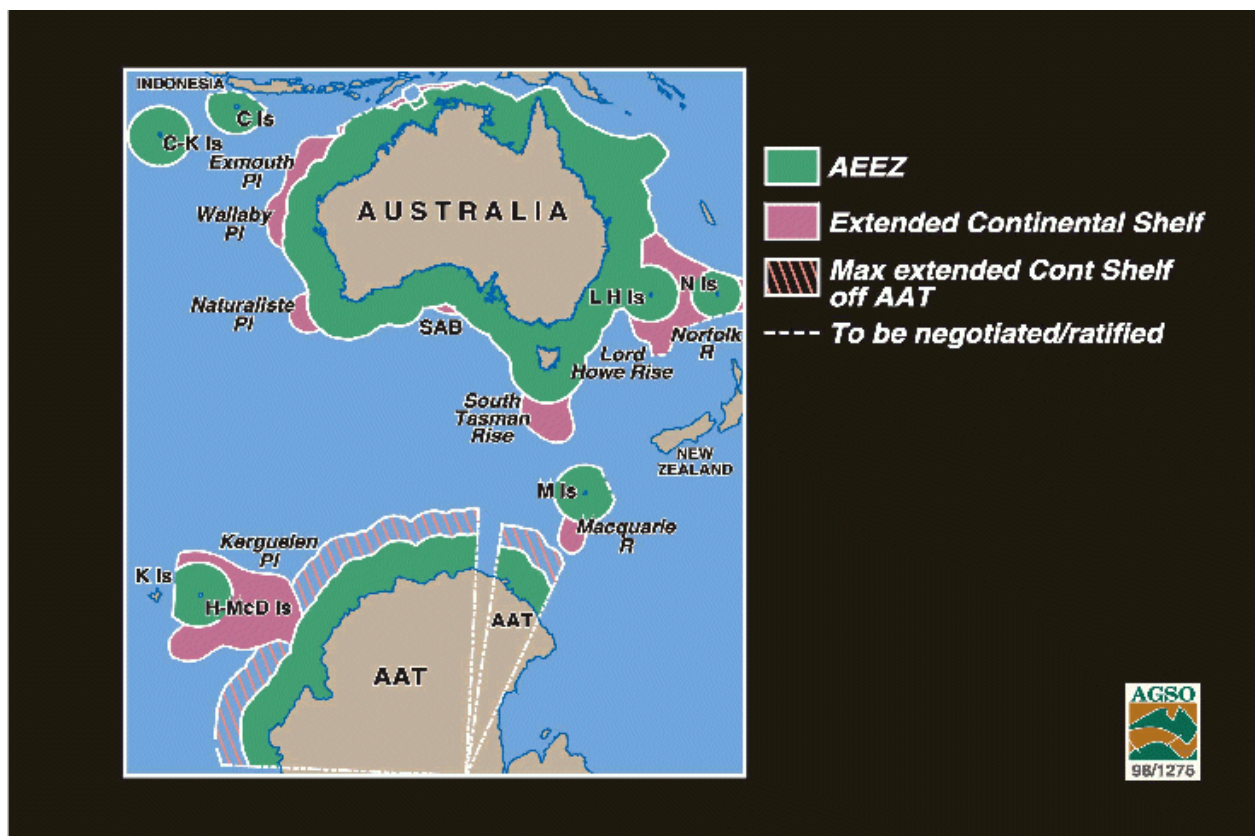 INDONESIA
C Is
C-K Is
Exmouth
Pl
Wallaby
Pl
AUSTRALIA
Naturaliste
Pl
SAB
L H Is
N Is
Norfolk
R
Lord
Howe Rise
South
Tasman
Rise
NEW
ZEALAND
M Is
Macquarie
R
Kerguelen
Pl
K Is
H-McD Is
AAT
AAT
AEEZ
Extended Continental Shelf
Max extended Cont Shelf
off AAT
To be negotiated/ratified
AGSO
98/1275